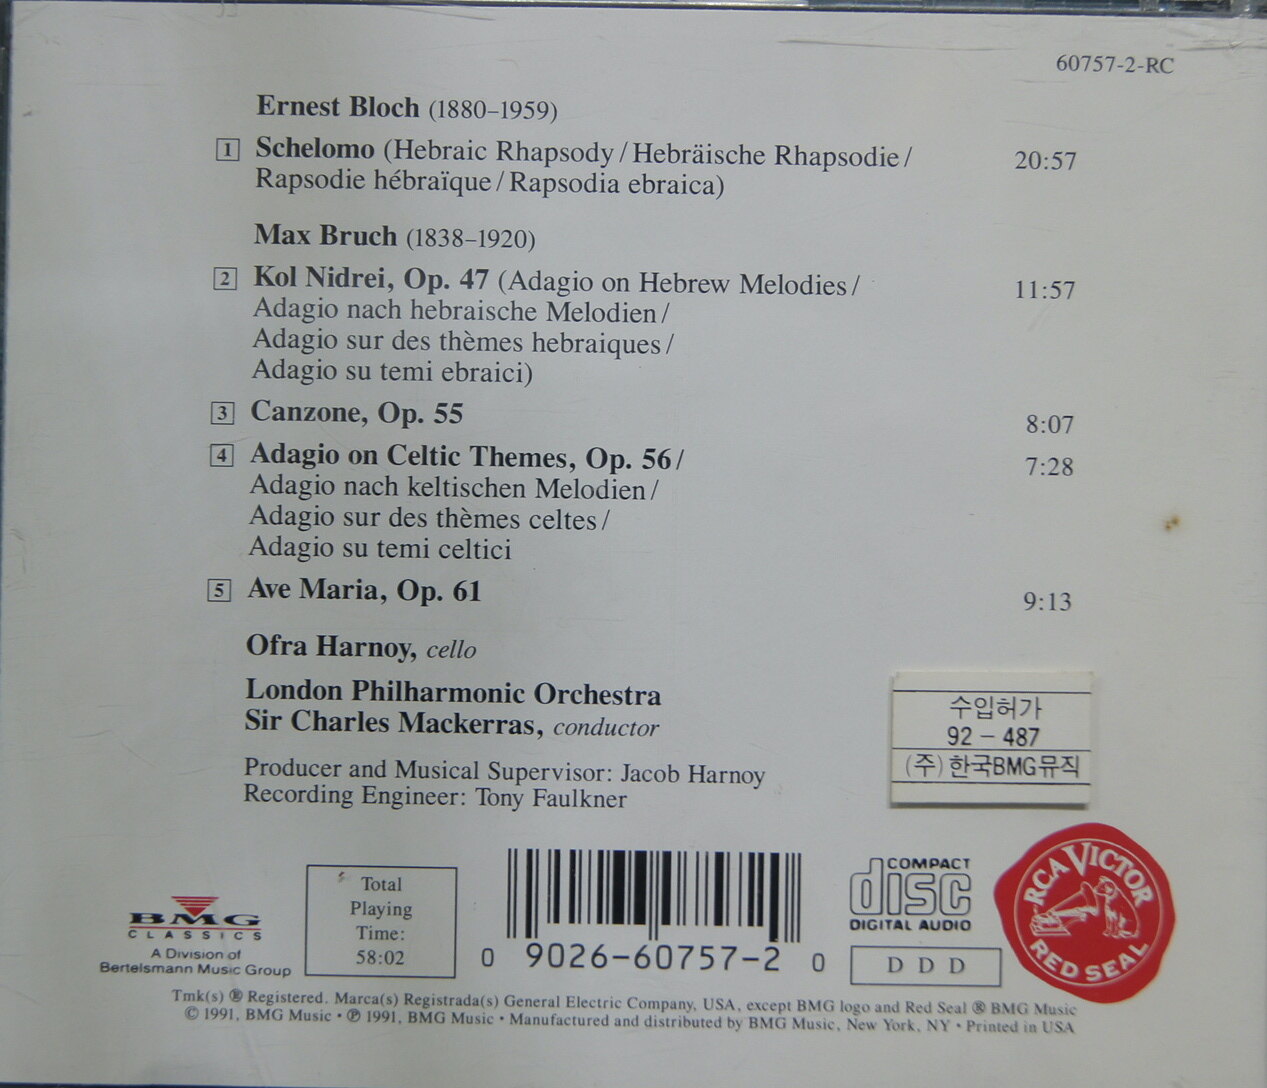 60757-2-RC
Ernest Bloch (1880–1959)
1 Schelomo (Hebraic Rhapsody / Hebräische Rhapsodie / 20:57
Rapsodie hébraïque / Rapsodia ebraica)
Max Bruch (1838–1920)
2 Kol Nidrei, Op. 47 (Adagio on Hebrew Melodies / 11:57
Adagio nach hebraische Melodien /
Adagio sur des thèmes hebraiques /
Adagio su temi ebraici)
3 Canzone, Op. 55 8:07
4 Adagio on Celtic Themes, Op. 56 / 7:28
Adagio nach keltischen Melodien /
Adagio sur des thèmes celtes /
Adagio su temi celtici
5 Ave Maria, Op. 61 9:13
Ofra Harnoy, cello
London Philharmonic Orchestra
Sir Charles Mackerras, conductor
Producer and Musical Supervisor: Jacob Harnoy
Recording Engineer: Tony Faulkner
수입허가
92 – 487
(주) 한국BMG뮤직
BMG
CLASSICS
A Division of
Bertelsmann Music Group
Total
Playing
Time:
58:02
0 9026-60757-2 0
COMPACT
disc
DIGITAL AUDIO
D D D
RCA VICTOR
RED SEAL
Tmk(s) ® Registered. Marca(s) Registrada(s) General Electric Company, USA, except BMG logo and Red Seal ® BMG Music
© 1991, BMG Music • ℗ 1991, BMG Music • Manufactured and distributed by BMG Music, New York, NY • Printed in USA